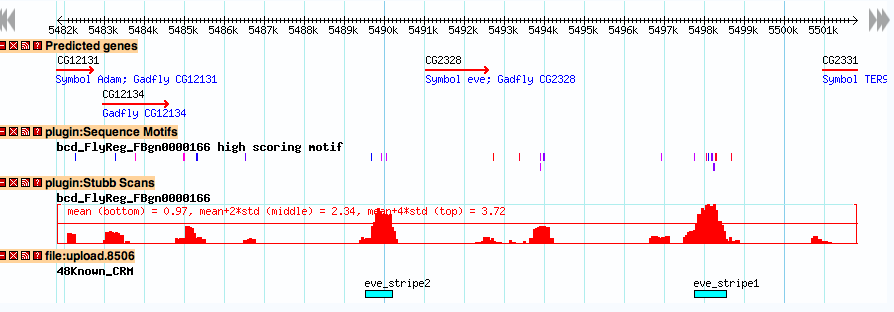 5482k 5483k 5484k 5485k 5486k 5487k 5488k 5489k 5490k 5491k 5492k 5493k 5494k 5495k 5496k 5497k 5498k 5499k 5500k 5501k
Predicted genes
CG12131 CG2328 CG2331
Symbol Adam; Gadfly CG12131 Symbol eve; Gadfly CG2328 Symbol TER9
CG12134
Gadfly CG12134
plugin:Sequence Motifs
bcd_FlyReg_FBgn0000166 high scoring motif
plugin:Stubb Scans
bcd_FlyReg_FBgn0000166
mean (bottom) = 0.97, mean+2*std (middle) = 2.34, mean+4*std (top) = 3.72
file:upload.8506
48Known_CRM
eve_stripe2 eve_stripe1